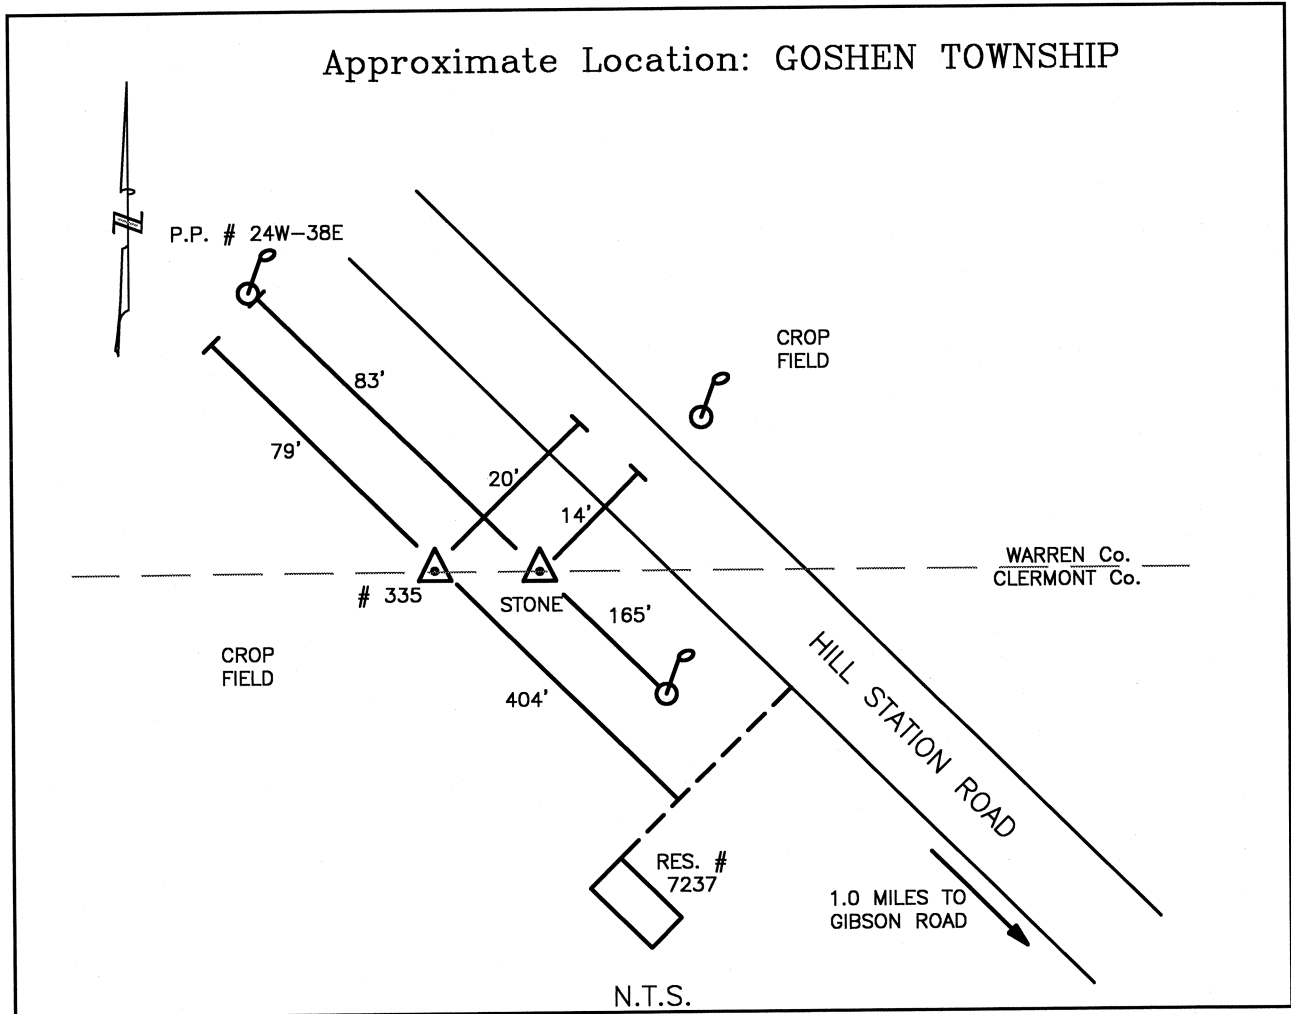 Approximate Location: GOSHEN TOWNSHIP
N
P.P. # 24W-38E
CROP
FIELD
83'
79'
20'
14'
WARREN Co.
CLERMONT Co.
# 335
STONE
165'
CROP
FIELD
404'
HILL STATION ROAD
RES. #
7237
1.0 MILES TO
GIBSON ROAD
N.T.S.